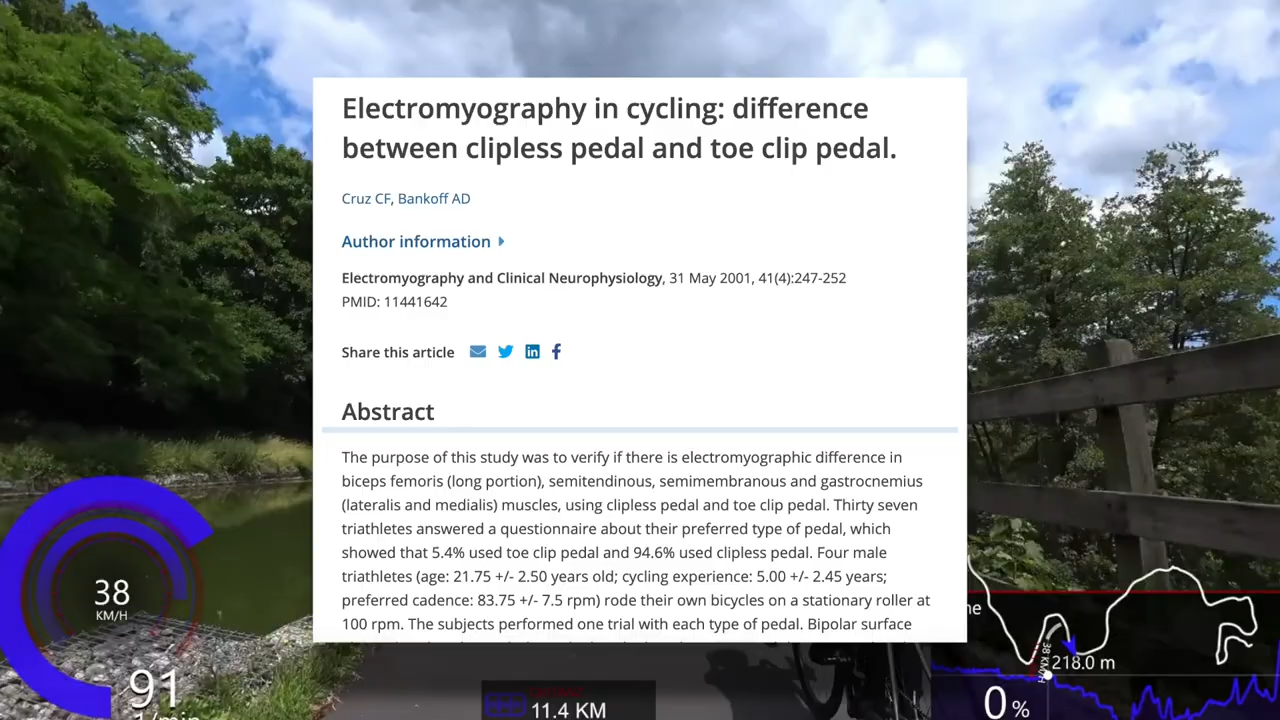 Electromyography in cycling: difference
between clipless pedal and toe clip pedal.
Cruz CF, Bankoff AD
Author information
Electromyography and Clinical Neurophysiology, 31 May 2001, 41(4):247-252
PMID: 11441642
Share this article
Abstract
The purpose of this study was to verify if there is electromyographic difference in
biceps femoris (long portion), semitendinous, semimembranous and gastrocnemius
(lateralis and medialis) muscles, using clipless pedal and toe clip pedal. Thirty seven
triathletes answered a questionnaire about their preferred type of pedal, which
showed that 5.4% used toe clip pedal and 94.6% used clipless pedal. Four male
triathletes (age: 21.75 +/- 2.50 years old; cycling experience: 5.00 +/- 2.45 years;
preferred cadence: 83.75 +/- 7.5 rpm) rode their own bicycles on a stationary roller at
100 rpm. The subjects performed one trial with each type of pedal. Bipolar surface
38
KM/H
91
1/min
11.4 KM
38 KM/H
218.0 m
0 %